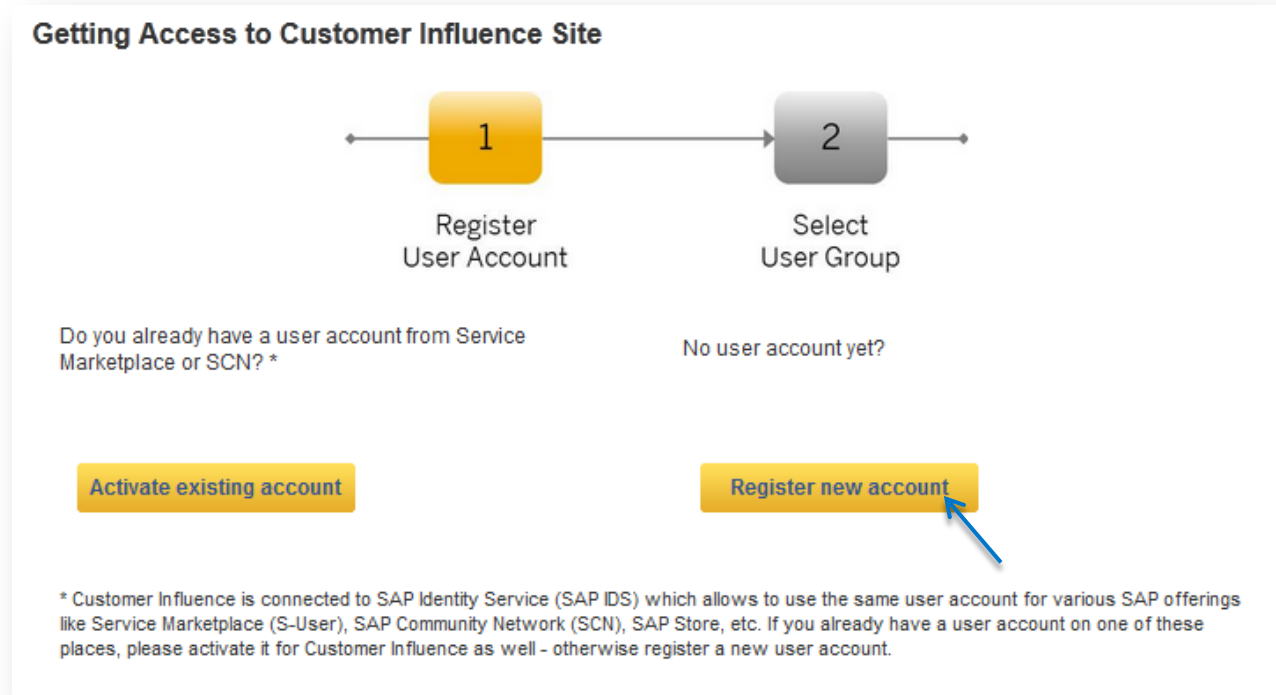 Getting Access to Customer Influence Site
1
2
Register
User Account
Select
User Group
Do you already have a user account from Service
Marketplace or SCN? *
No user account yet?
Activate existing account
Register new account
* Customer Influence is connected to SAP Identity Service (SAP IDS) which allows to use the same user account for various SAP offerings
like Service Marketplace (S-User), SAP Community Network (SCN), SAP Store, etc. If you already have a user account on one of these
places, please activate it for Customer Influence as well - otherwise register a new user account.